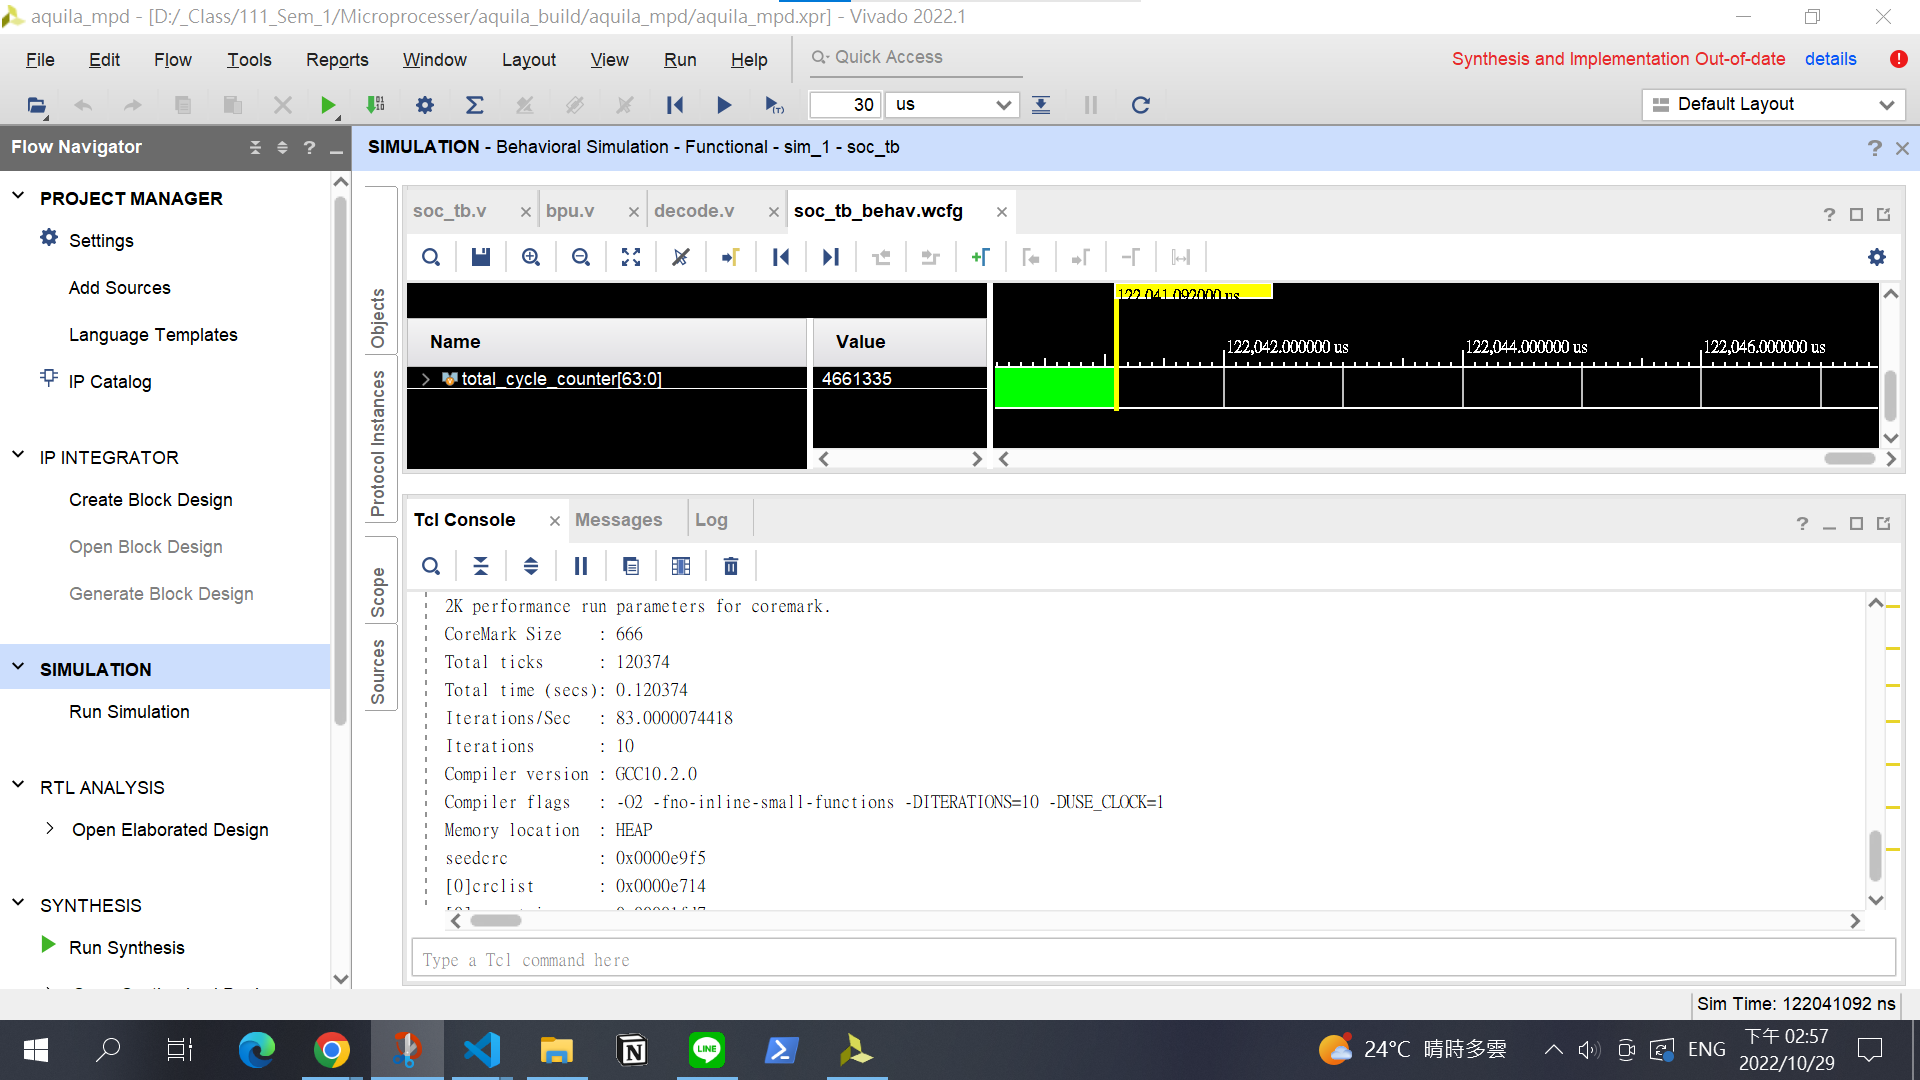 aquila_mpd - [D:/_Class/111_Sem_1/Microprocesser/aquila_build/aquila_mpd/aquila_mpd.xpr] - Vivado 2022.1
File Edit Flow Tools Reports Window Layout View Run Help
Quick Access
Synthesis and Implementation Out-of-date details
30 us
Default Layout
Flow Navigator
SIMULATION - Behavioral Simulation - Functional - sim_1 - soc_tb
PROJECT MANAGER
Settings
Add Sources
Language Templates
IP Catalog
IP INTEGRATOR
Create Block Design
Open Block Design
Generate Block Design
SIMULATION
Run Simulation
RTL ANALYSIS
Open Elaborated Design
SYNTHESIS
Run Synthesis
Objects
Protocol Instances
Scope
Sources
soc_tb.v
bpu.v
decode.v
soc_tb_behav.wcfg
122,041.092000 us
Name Value
122,042.000000 us 122,044.000000 us 122,046.000000 us
total_cycle_counter[63:0] 4661335
Tcl Console Messages Log
2K performance run parameters for coremark.
CoreMark Size : 666
Total ticks : 120374
Total time (secs): 0.120374
Iterations/Sec : 83.0000074418
Iterations : 10
Compiler version : GCC10.2.0
Compiler flags : -O2 -fno-inline-small-functions -DITERATIONS=10 -DUSE_CLOCK=1
Memory location : HEAP
seedcrc : 0x0000e9f5
[0]crclist : 0x0000e714
Type a Tcl command here
Sim Time: 122041092 ns
24°C 晴時多雲
ENG
下午 02:57
2022/10/29